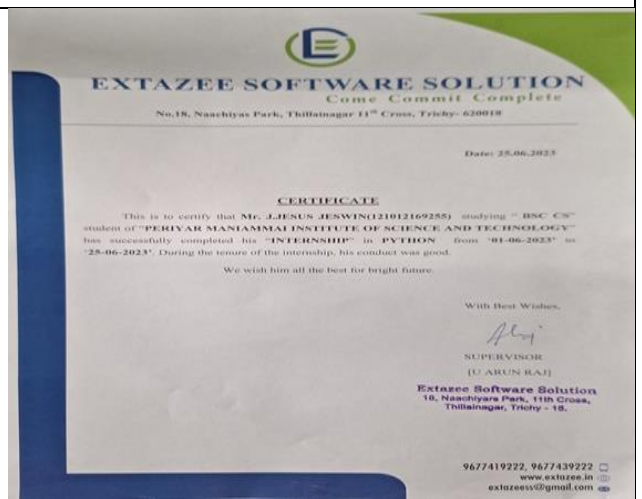 E
EXTAZEE SOFTWARE SOLUTION
Come Commit Complete
No.18, Naachiyas Park, Thillainagar 11th Cross, Trichy- 620018
Date: 25.06.2023
CERTIFICATE
This is to certify that Mr. J.JESUS JESWIN(121012169255) studying " BSC CS"
student of "PERIYAR MANIAMMAI INSTITUTE OF SCIENCE AND TECHNOLOGY"
has successfully completed his "INTERNSHIP" in PYTHON from '01-06-2023' to
'25-06-2023'. During the tenure of the internship, his conduct was good.
We wish him all the best for bright future.
With Best Wishes,
SUPERVISOR
[U ARUN RAJ]
Extazee Software Solution
18, Naachiyars Park, 11th Cross,
Thillainagar, Trichy - 18.
9677419222, 9677439222
www.extazee.in
extazeess@gmail.com